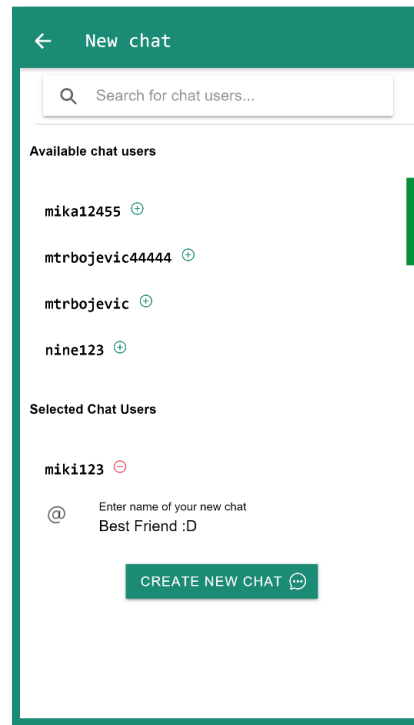 New chat
Search for chat users...
Available chat users
mika12455
mtrbojevic44444
mtrbojevic
nine123
Selected Chat Users
miki123
@
Enter name of your new chat
Best Friend :D
CREATE NEW CHAT